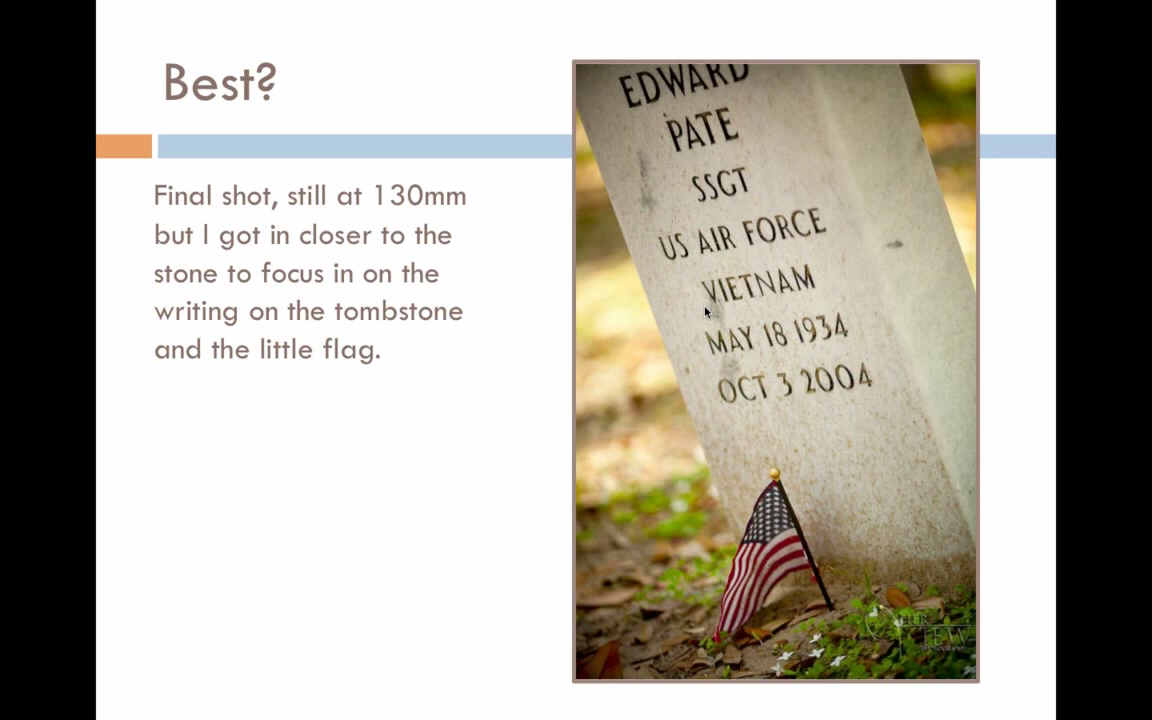 Best?
Final shot, still at 130mm
but I got in closer to the
stone to focus in on the
writing on the tombstone
and the little flag.
EDWARD
PATE
SSGT
US AIR FORCE
VIETNAM
MAY 18 1934
OCT 3 2004
TEW